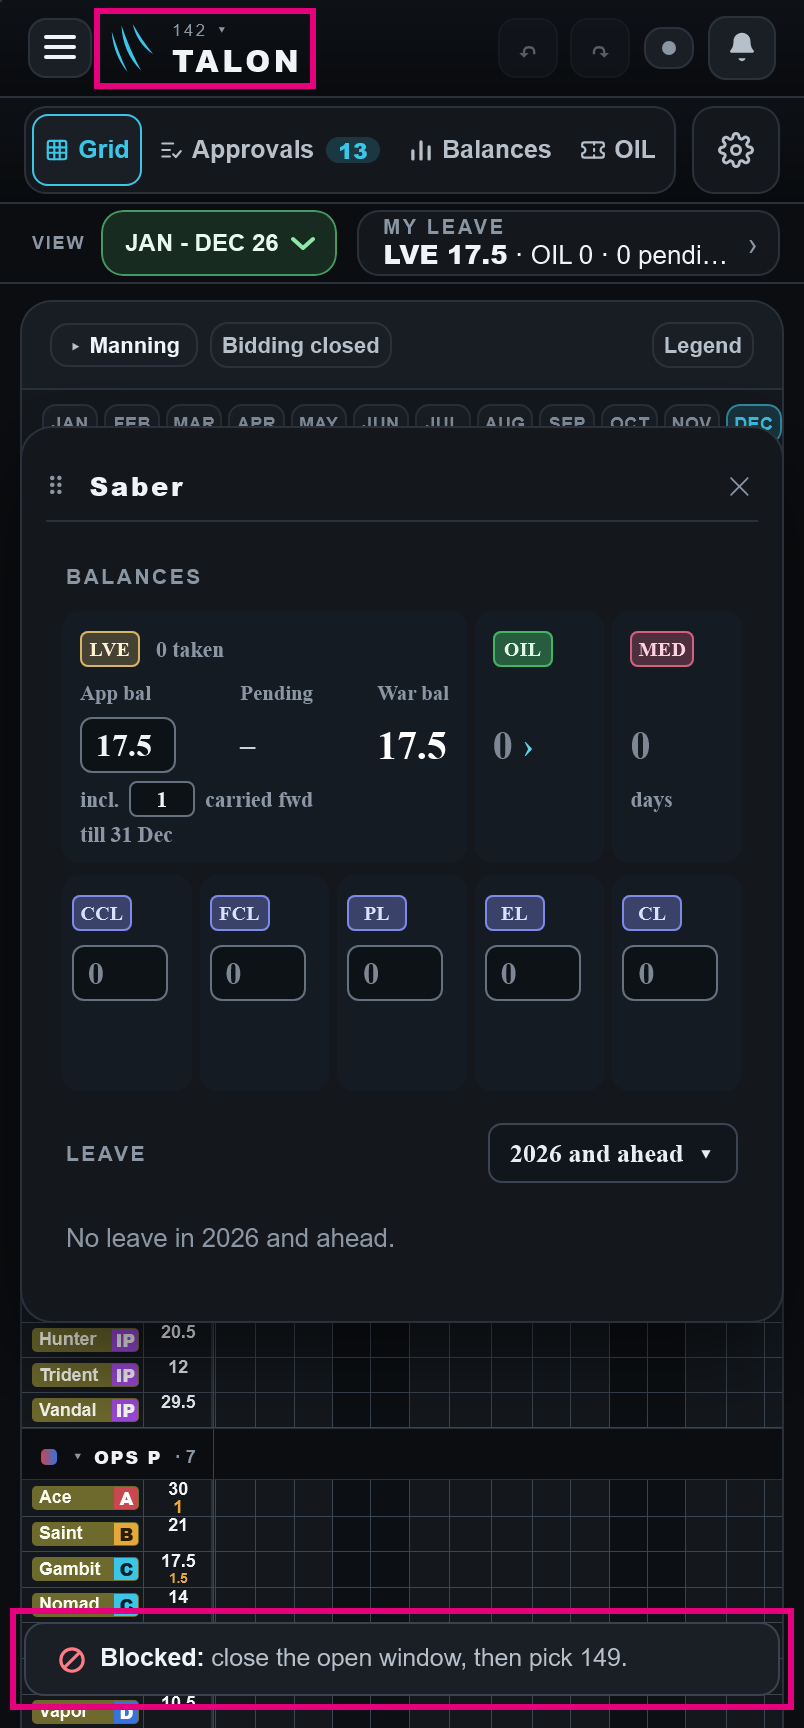 142 ▾
TALON
Grid
Approvals 13
Balances
OIL
VIEW
JAN - DEC 26
MY LEAVE
LVE 17.5 · OIL 0 · 0 pendi…
▸ Manning
Bidding closed
Legend
JAN FEB MAR APR MAY JUN JUL AUG SEP OCT NOV DEC
Saber
BALANCES
LVE 0 taken
App bal Pending War bal
17.5 – 17.5
incl. 1 carried fwd
till 31 Dec
OIL
0 ›
MED
0
days
CCL FCL PL EL CL
0 0 0 0 0
LEAVE
2026 and ahead ▾
No leave in 2026 and ahead.
Hunter IP 20.5
Trident IP 12
Vandal IP 29.5
▾ OPS P · 7
Ace A 30
1
Saint B 21
Gambit C 17.5
1.5
Nomad C 14
Blocked: close the open window, then pick 149.
Vapor D 10.5